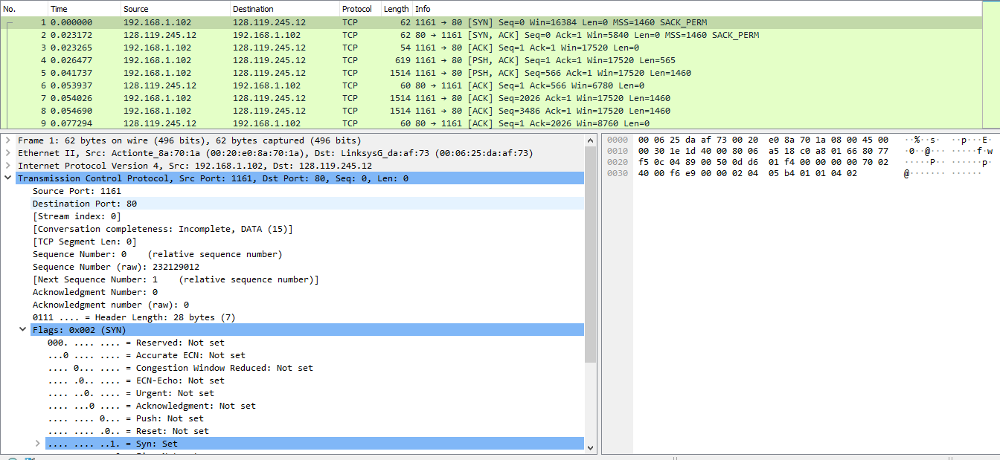 No. Time Source Destination Protocol Length Info
1 0.000000 192.168.1.102 128.119.245.12 TCP 62 1161 → 80 [SYN] Seq=0 Win=16384 Len=0 MSS=1460 SACK_PERM
2 0.023172 128.119.245.12 192.168.1.102 TCP 62 80 → 1161 [SYN, ACK] Seq=0 Ack=1 Win=5840 Len=0 MSS=1460 SACK_PERM
3 0.023265 192.168.1.102 128.119.245.12 TCP 54 1161 → 80 [ACK] Seq=1 Ack=1 Win=17520 Len=0
4 0.026477 192.168.1.102 128.119.245.12 TCP 619 1161 → 80 [PSH, ACK] Seq=1 Ack=1 Win=17520 Len=565
5 0.041737 192.168.1.102 128.119.245.12 TCP 1514 1161 → 80 [PSH, ACK] Seq=566 Ack=1 Win=17520 Len=1460
6 0.053937 128.119.245.12 192.168.1.102 TCP 60 80 → 1161 [ACK] Seq=1 Ack=566 Win=6780 Len=0
7 0.054026 192.168.1.102 128.119.245.12 TCP 1514 1161 → 80 [ACK] Seq=2026 Ack=1 Win=17520 Len=1460
8 0.054690 192.168.1.102 128.119.245.12 TCP 1514 1161 → 80 [ACK] Seq=3486 Ack=1 Win=17520 Len=1460
9 0.077294 128.119.245.12 192.168.1.102 TCP 60 80 → 1161 [ACK] Seq=1 Ack=2026 Win=8760 Len=0
Frame 1: 62 bytes on wire (496 bits), 62 bytes captured (496 bits)
Ethernet II, Src: Actionte_8a:70:1a (00:20:e0:8a:70:1a), Dst: LinksysG_da:af:73 (00:06:25:da:af:73)
Internet Protocol Version 4, Src: 192.168.1.102, Dst: 128.119.245.12
Transmission Control Protocol, Src Port: 1161, Dst Port: 80, Seq: 0, Len: 0
Source Port: 1161
Destination Port: 80
[Stream index: 0]
[Conversation completeness: Incomplete, DATA (15)]
[TCP Segment Len: 0]
Sequence Number: 0 (relative sequence number)
Sequence Number (raw): 232129012
[Next Sequence Number: 1 (relative sequence number)]
Acknowledgment Number: 0
Acknowledgment number (raw): 0
0111 .... = Header Length: 28 bytes (7)
Flags: 0x002 (SYN)
000. .... .... = Reserved: Not set
...0 .... .... = Accurate ECN: Not set
.... 0... .... = Congestion Window Reduced: Not set
.... .0.. .... = ECN-Echo: Not set
.... ..0. .... = Urgent: Not set
.... ...0 .... = Acknowledgment: Not set
.... .... 0... = Push: Not set
.... .... .0.. = Reset: Not set
.... .... ..1. = Syn: Set
0000 00 06 25 da af 73 00 20 e0 8a 70 1a 08 00 45 00 ··%··s· ··p···E·
0010 00 30 1e 1d 40 00 80 06 a5 18 c0 a8 01 66 80 77 ·0··@··· ·····f·w
0020 f5 0c 04 89 00 50 0d d6 01 f4 00 00 00 00 70 02 ·····P·· ······p·
0030 40 00 f6 e9 00 00 02 04 05 b4 01 01 04 02 @······· ······